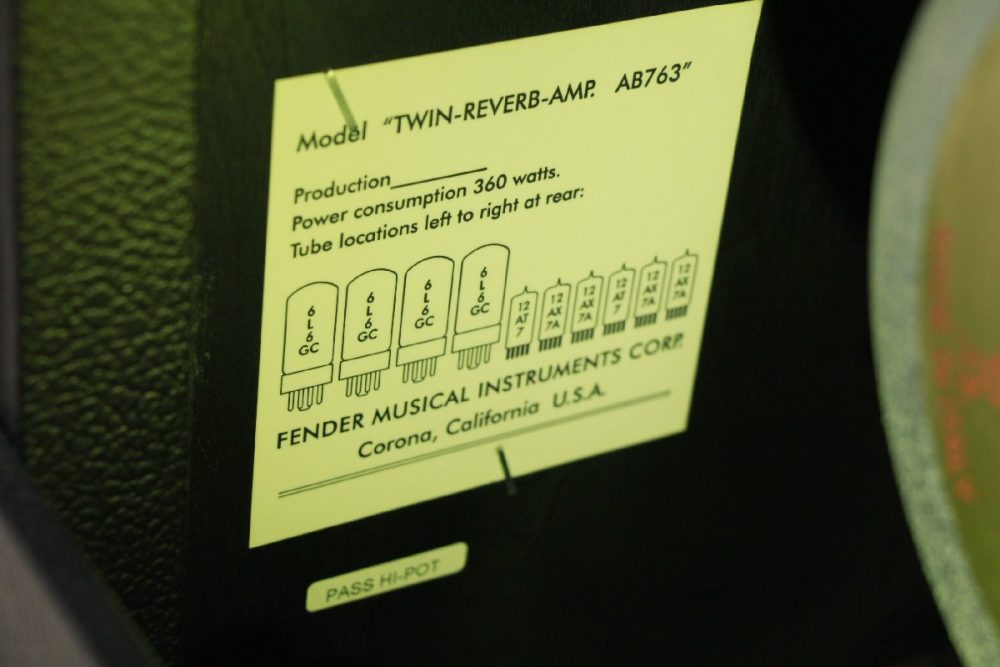 Model "TWIN-REVERB-AMP. AB763"
Production
Power consumption 360 watts.
Tube locations left to right at rear:
6 L 6 GC
6 L 6 GC
6 L 6 GC
6 L 6 GC
12 AT 7
12 AX 7A
12 AX 7A
12 AT 7
12 AX 7A
12 AX 7A
FENDER MUSICAL INSTRUMENTS CORP.
Corona, California U.S.A.
PASS HI-POT